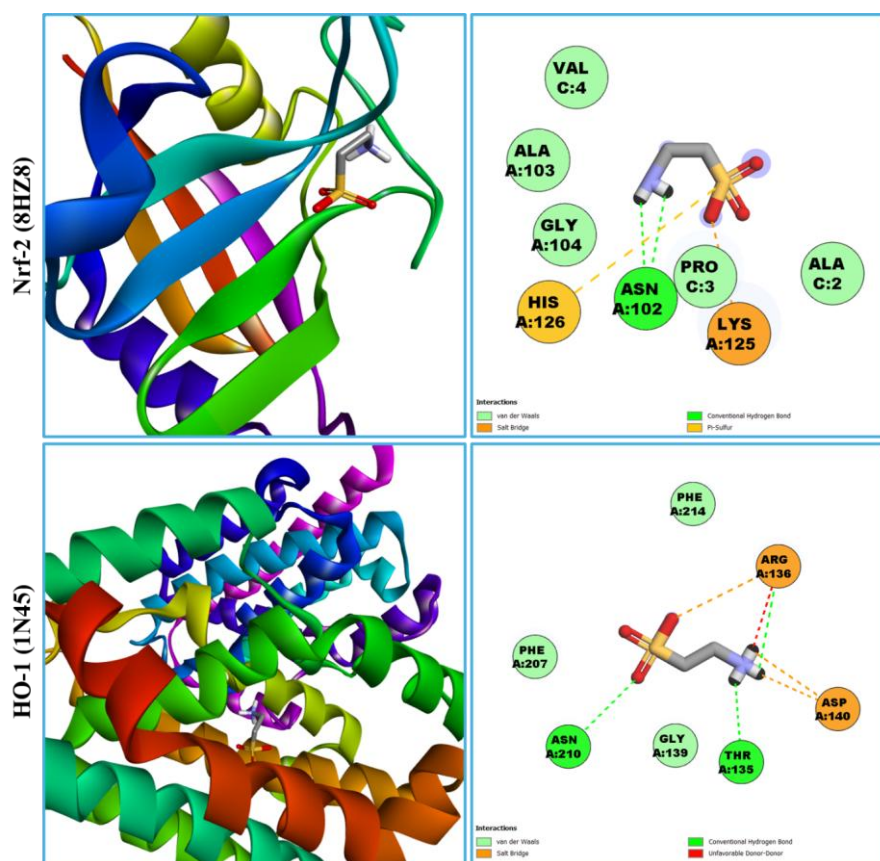 Nrf-2 (8HZ8)
VAL
C:4
ALA
A:103
GLY
A:104
HIS
A:126
ASN
A:102
PRO
C:3
LYS
A:125
ALA
C:2
Interactions
van der Waals
Salt Bridge
Conventional Hydrogen Bond
Pi-Sulfur
HO-1 (1N45)
PHE
A:214
ARG
A:136
PHE
A:207
ASP
A:140
ASN
A:210
GLY
A:139
THR
A:135
Interactions
van der Waals
Salt Bridge
Conventional Hydrogen Bond
Unfavorable Donor-Donor